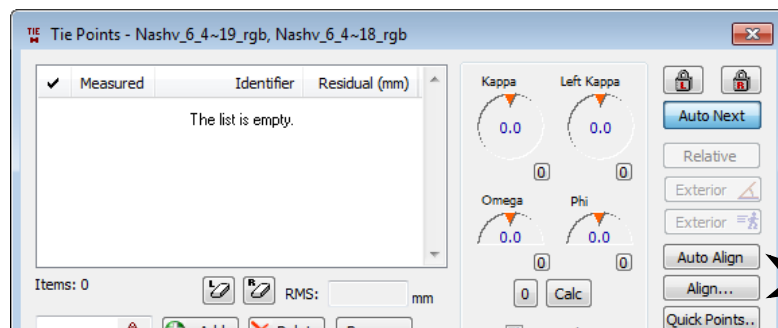 TIE Tie Points - Nashv_6_4~19_rgb, Nashv_6_4~18_rgb
✓ Measured Identifier Residual (mm)
The list is empty.
Items: 0
L R RMS: mm
Kappa Left Kappa
0.0 0.0
0 0
Omega Phi
0.0 0.0
0 0
0 Calc
L R
Auto Next
Relative
Exterior
Exterior
Auto Align
Align...
Quick Points..